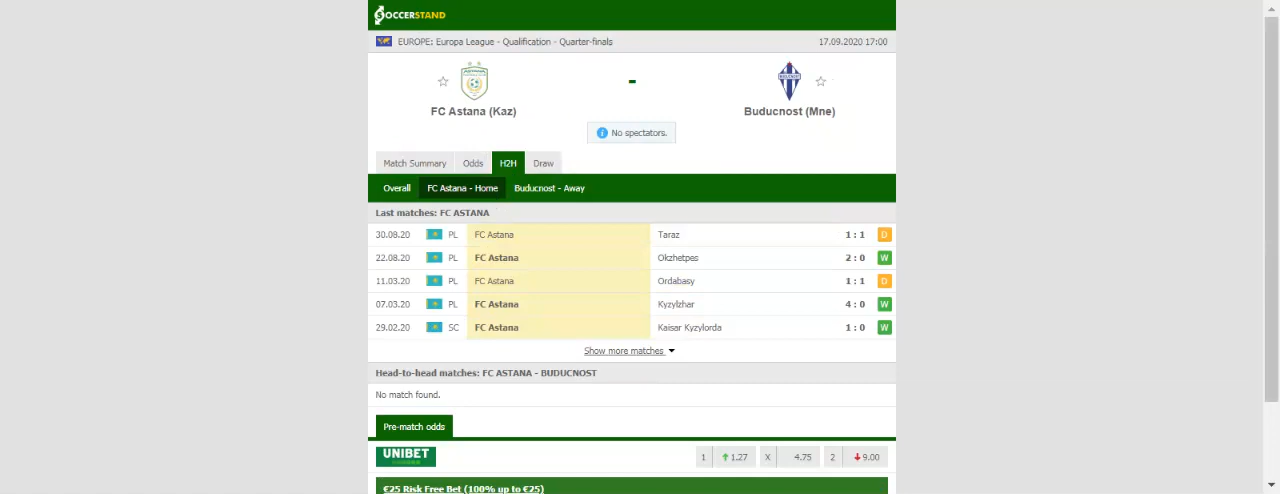 SOCCERSTAND
EUROPE: Europa League - Qualification - Quarter-finals 17.09.2020 17:00
-
FC Astana (Kaz) Buducnost (Mne)
No spectators.
Match Summary Odds H2H Draw
Overall FC Astana - Home Buducnost - Away
Last matches: FC ASTANA
30.08.20 PL FC Astana Taraz 1 : 1 D
22.08.20 PL FC Astana Okzhetpes 2 : 0 W
11.03.20 PL FC Astana Ordabasy 1 : 1 D
07.03.20 PL FC Astana Kyzylzhar 4 : 0 W
29.02.20 SC FC Astana Kaisar Kyzylorda 1 : 0 W
Show more matches
Head-to-head matches: FC ASTANA - BUDUCNOST
No match found.
Pre-match odds
UNIBET 1 1.27 X 4.75 2 9.00
€25 Risk Free Bet (100% up to €25)